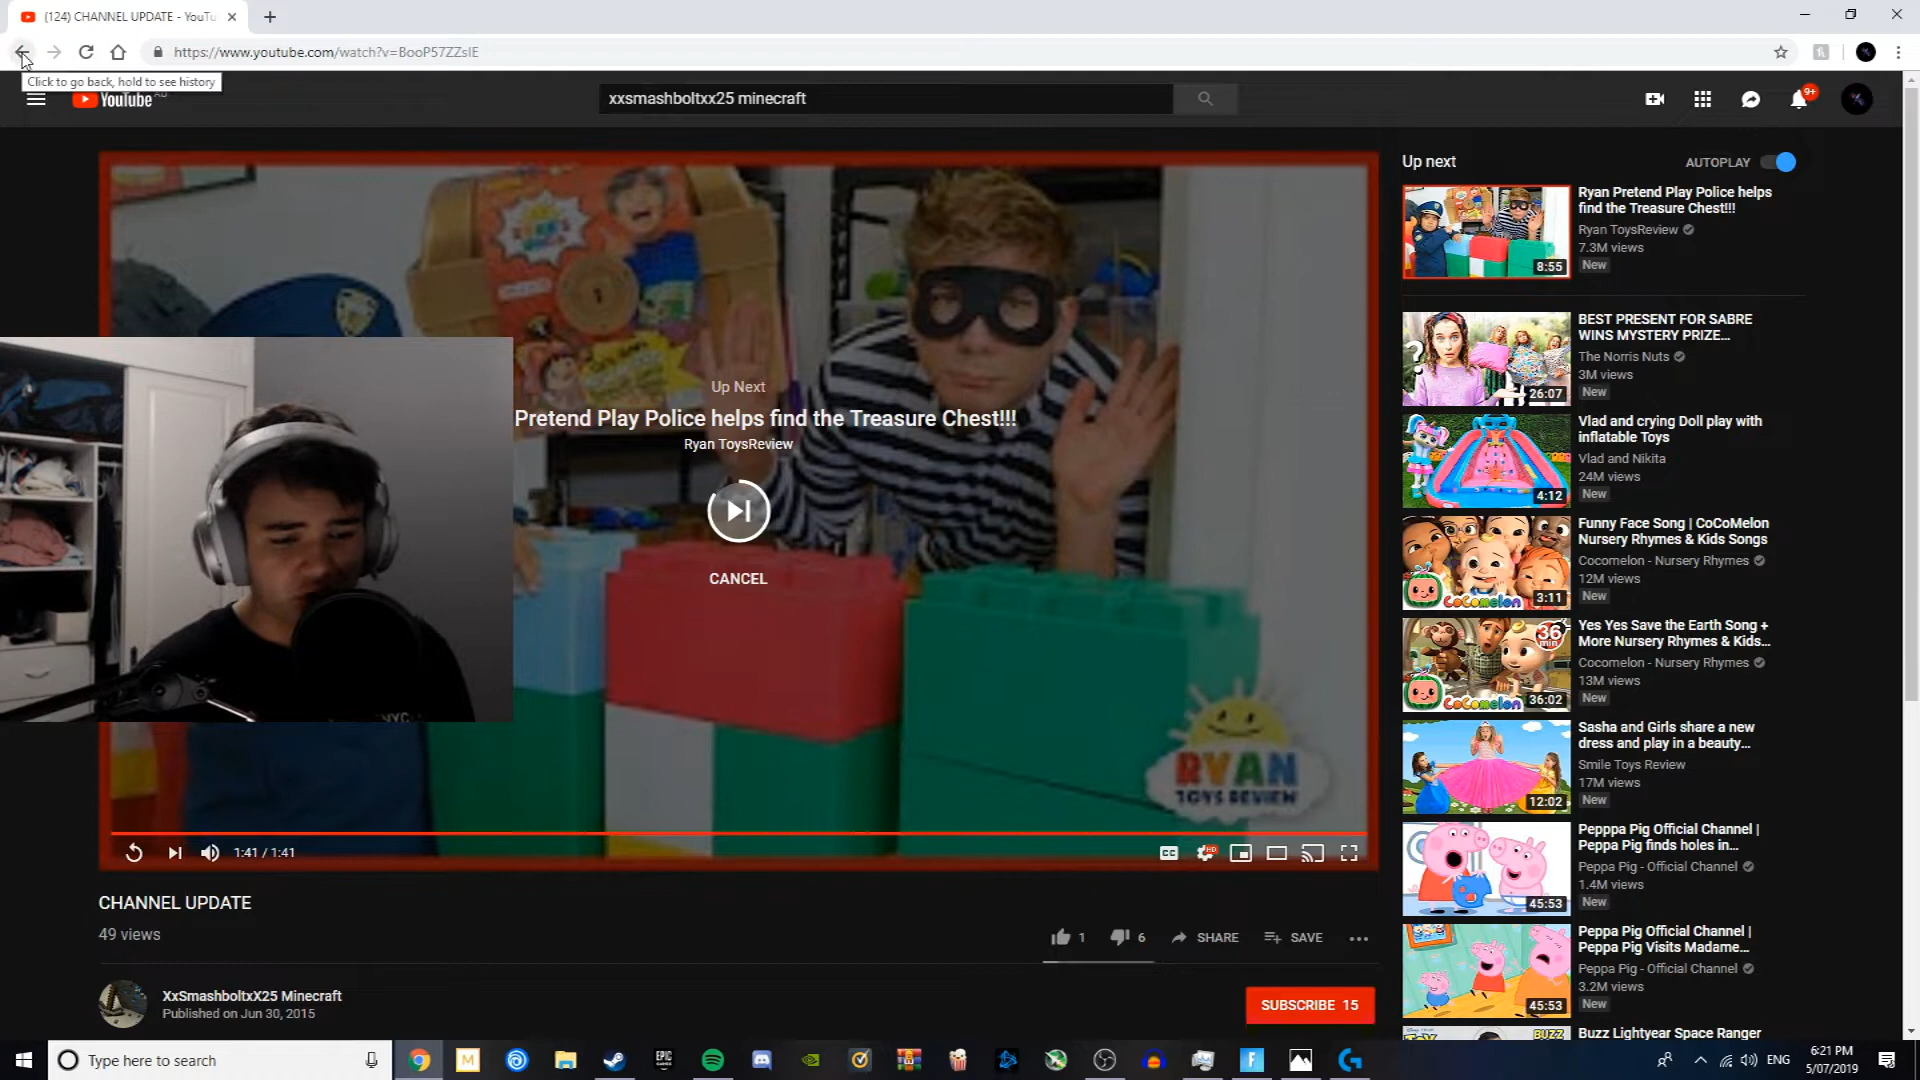 (124) CHANNEL UPDATE - YouTu
https://www.youtube.com/watch?v=BooP57ZZsIE
Click to go back, hold to see history
YouTube
xxsmashboltxx25 minecraft
9+
Up next
AUTOPLAY
Ryan Pretend Play Police helps
find the Treasure Chest!!!
Ryan ToysReview
7.3M views
New
8:55
BEST PRESENT FOR SABRE
WINS MYSTERY PRIZE...
The Norris Nuts
3M views
New
26:07
Vlad and crying Doll play with
inflatable Toys
Vlad and Nikita
24M views
New
4:12
Funny Face Song | CoCoMelon
Nursery Rhymes & Kids Songs
Cocomelon - Nursery Rhymes
12M views
New
CoComelon
3:11
Yes Yes Save the Earth Song +
More Nursery Rhymes & Kids...
Cocomelon - Nursery Rhymes
13M views
New
36
min
CoComelon
36:02
Sasha and Girls share a new
dress and play in a beauty...
Smile Toys Review
17M views
New
12:02
Pepppa Pig Official Channel |
Peppa Pig finds holes in...
Peppa Pig - Official Channel
1.4M views
New
45:53
Peppa Pig Official Channel |
Peppa Pig Visits Madame...
Peppa Pig - Official Channel
3.2M views
New
45:53
Buzz Lightyear Space Ranger
BUZZ
Up Next
Pretend Play Police helps find the Treasure Chest!!!
Ryan ToysReview
CANCEL
RYAN
TOYS REVIEW
1:41 / 1:41
CC
HD
CHANNEL UPDATE
49 views
1
6
SHARE
SAVE
XxSmashboltxX25 Minecraft
Published on Jun 30, 2015
SUBSCRIBE 15
Type here to search
EPIC
GAMES
ENG
6:21 PM
5/07/2019